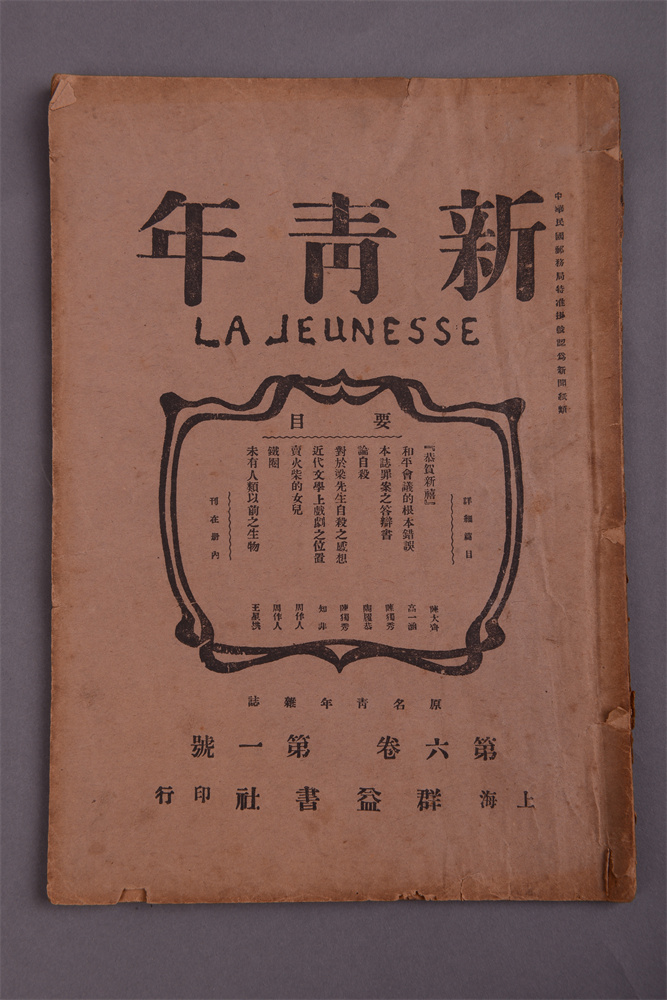 中華民國郵務局特准掛號認爲新聞紙類
新靑年
LA JEUNESSE
要目
詳細篇目
『恭賀新禧』 陳大齊
和平會議的根本錯誤 高一涵
本誌罪案之答辯書 陳獨秀
論自殺 陶履恭
對於梁先生自殺之感想 陳獨秀
近代文學上戲劇之位置 知非
賣火柴的女兒 周作人
鐵圈 周作人
未有人類以前之生物 王星拱
刊在册內
原名靑年雜誌
第六卷 第一號
上海群益書社印行